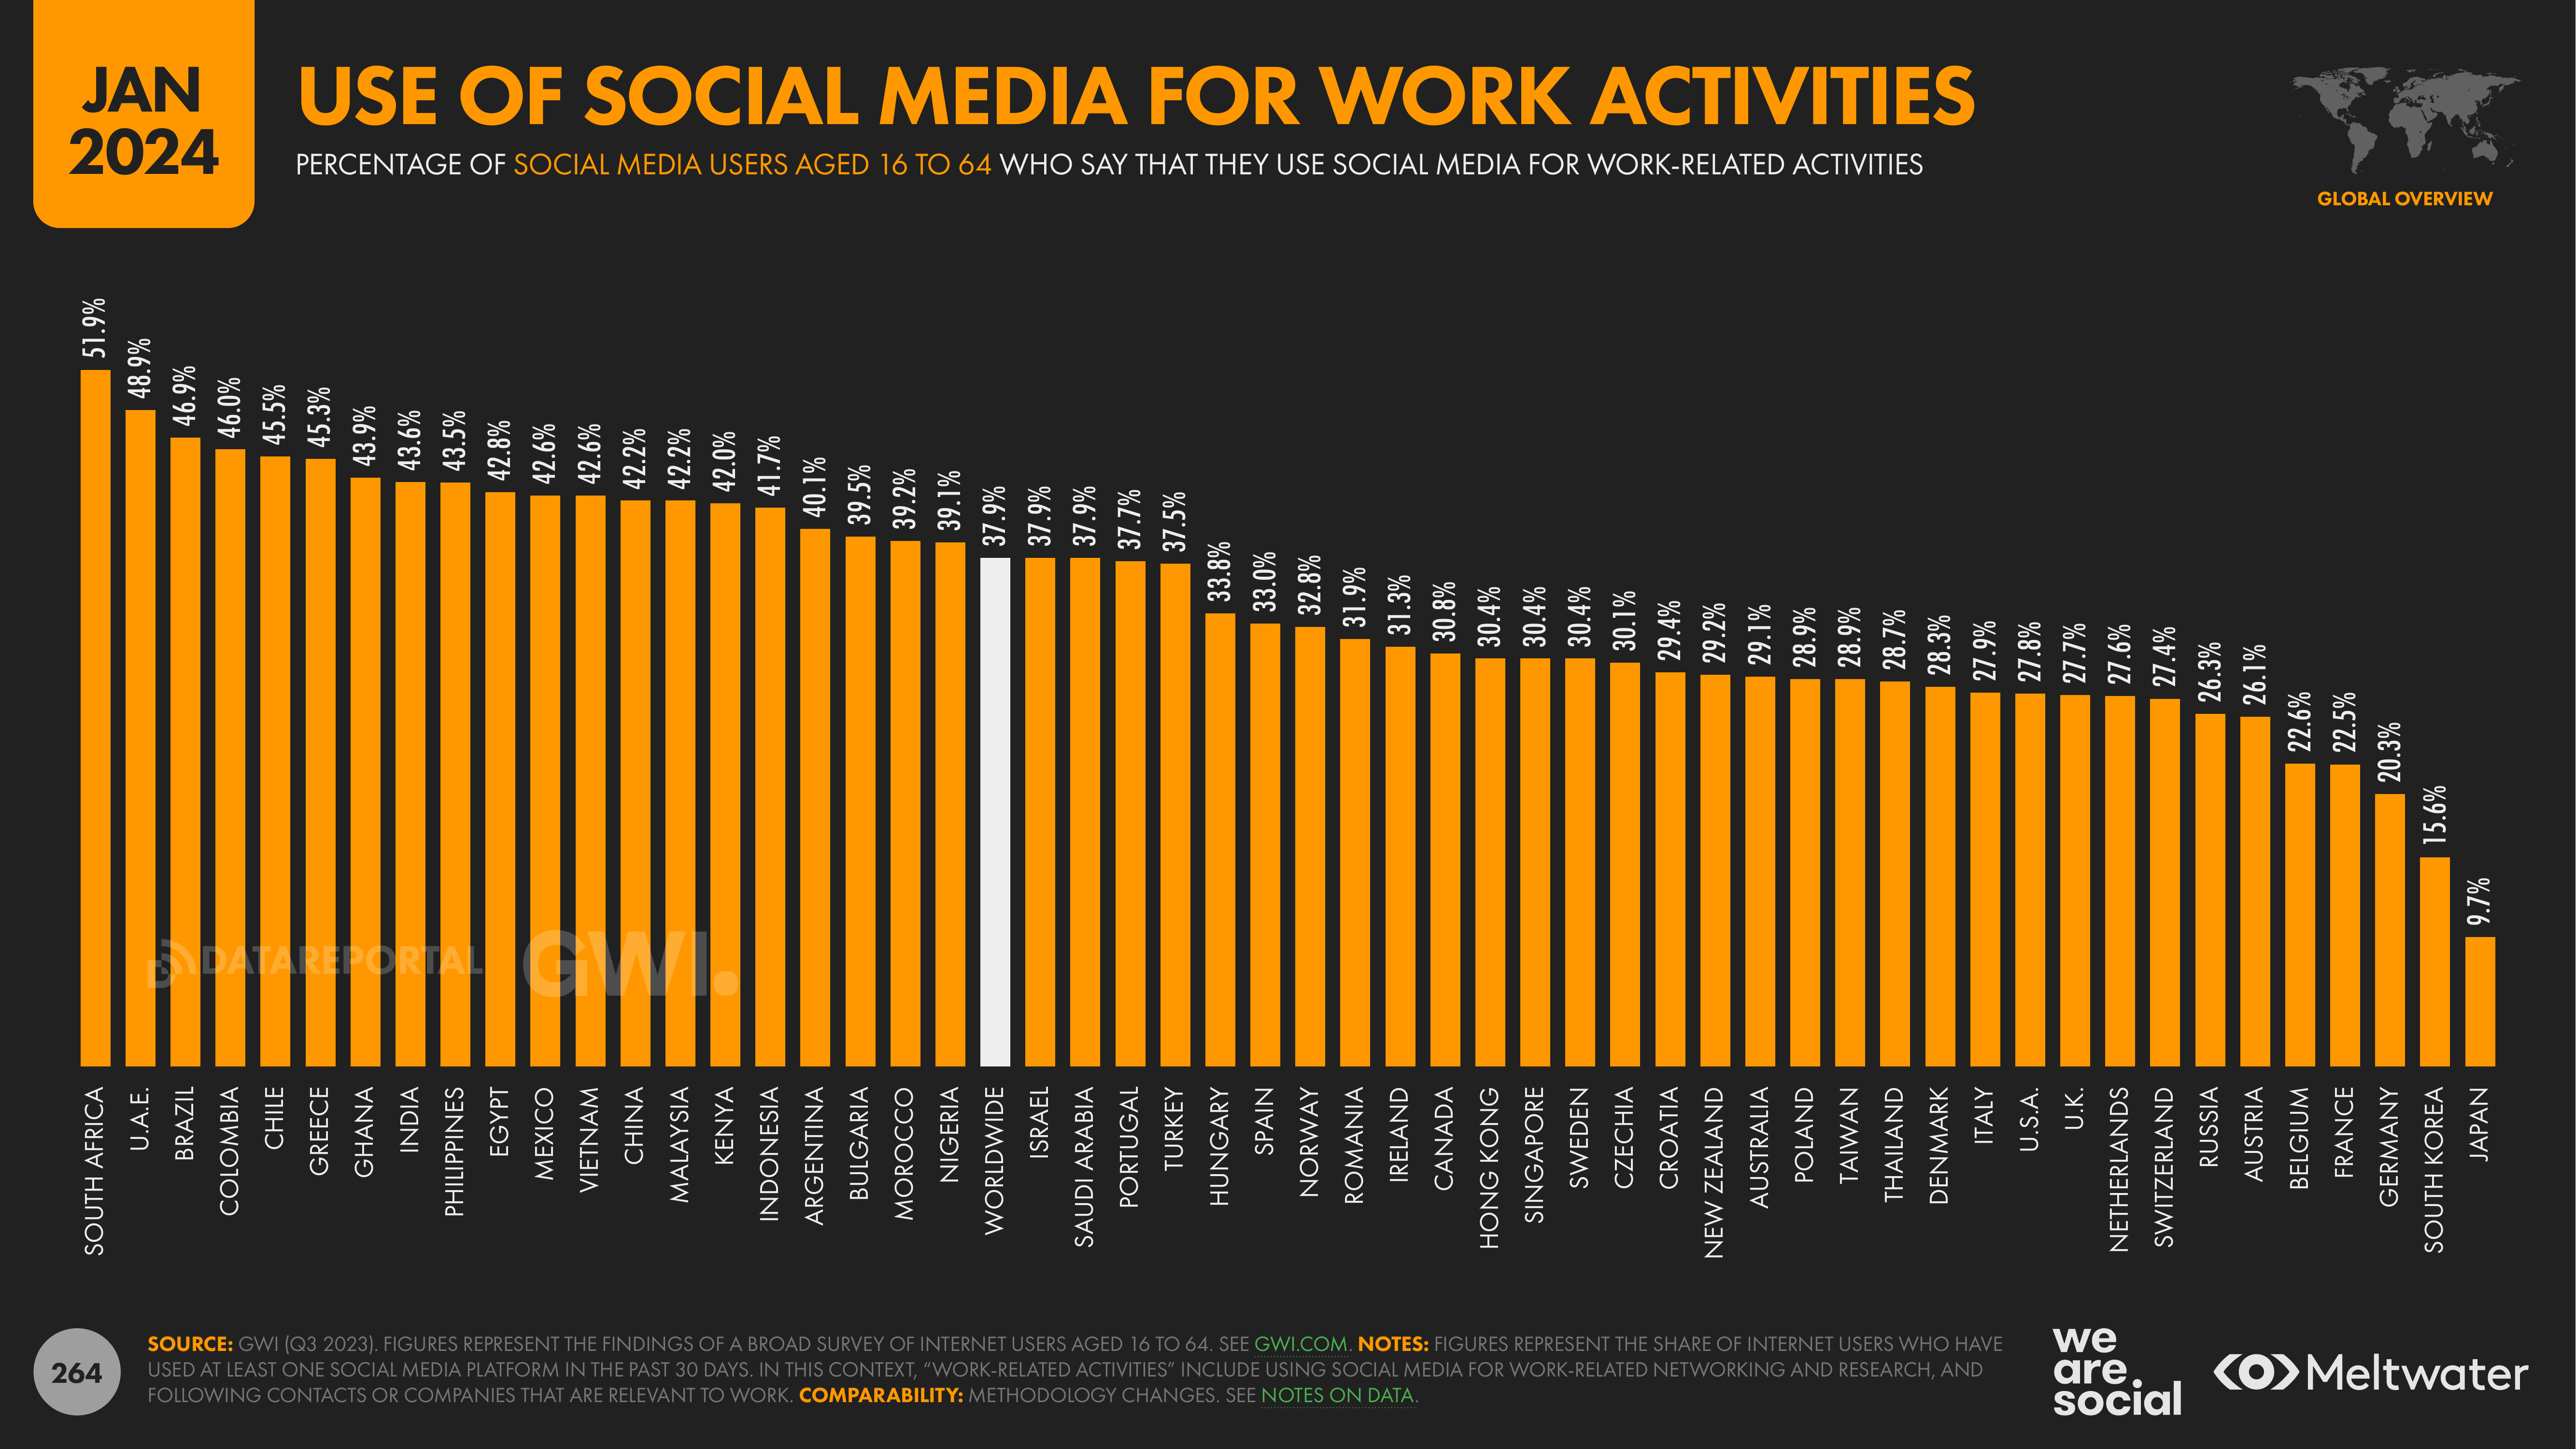 JAN
2024
USE OF SOCIAL MEDIA FOR WORK ACTIVITIES
PERCENTAGE OF SOCIAL MEDIA USERS AGED 16 TO 64 WHO SAY THAT THEY USE SOCIAL MEDIA FOR WORK-RELATED ACTIVITIES
GLOBAL OVERVIEW
51.9%
48.9%
46.9%
46.0%
45.5%
45.3%
43.9%
43.6%
43.5%
42.8%
42.6%
42.6%
42.2%
42.2%
42.0%
41.7%
40.1%
39.5%
39.2%
39.1%
37.9%
37.9%
37.9%
37.7%
37.5%
33.8%
33.0%
32.8%
31.9%
31.3%
30.8%
30.4%
30.4%
30.4%
30.1%
29.4%
29.2%
29.1%
28.9%
28.9%
28.7%
28.3%
27.9%
27.8%
27.7%
27.6%
27.4%
26.3%
26.1%
22.6%
22.5%
20.3%
15.6%
9.7%
DATAREPORTAL
GWI.
SOUTH AFRICA
U.A.E.
BRAZIL
COLOMBIA
CHILE
GREECE
GHANA
INDIA
PHILIPPINES
EGYPT
MEXICO
VIETNAM
CHINA
MALAYSIA
KENYA
INDONESIA
ARGENTINA
BULGARIA
MOROCCO
NIGERIA
WORLDWIDE
ISRAEL
SAUDI ARABIA
PORTUGAL
TURKEY
HUNGARY
SPAIN
NORWAY
ROMANIA
IRELAND
CANADA
HONG KONG
SINGAPORE
SWEDEN
CZECHIA
CROATIA
NEW ZEALAND
AUSTRALIA
POLAND
TAIWAN
THAILAND
DENMARK
ITALY
U.S.A.
U.K.
NETHERLANDS
SWITZERLAND
RUSSIA
AUSTRIA
BELGIUM
FRANCE
GERMANY
SOUTH KOREA
JAPAN
264
SOURCE: GWI (Q3 2023). FIGURES REPRESENT THE FINDINGS OF A BROAD SURVEY OF INTERNET USERS AGED 16 TO 64. SEE GWI.COM. NOTES: FIGURES REPRESENT THE SHARE OF INTERNET USERS WHO HAVE
USED AT LEAST ONE SOCIAL MEDIA PLATFORM IN THE PAST 30 DAYS. IN THIS CONTEXT, “WORK-RELATED ACTIVITIES” INCLUDE USING SOCIAL MEDIA FOR WORK-RELATED NETWORKING AND RESEARCH, AND
FOLLOWING CONTACTS OR COMPANIES THAT ARE RELEVANT TO WORK. COMPARABILITY: METHODOLOGY CHANGES. SEE NOTES ON DATA.
we
are.
social
Meltwater